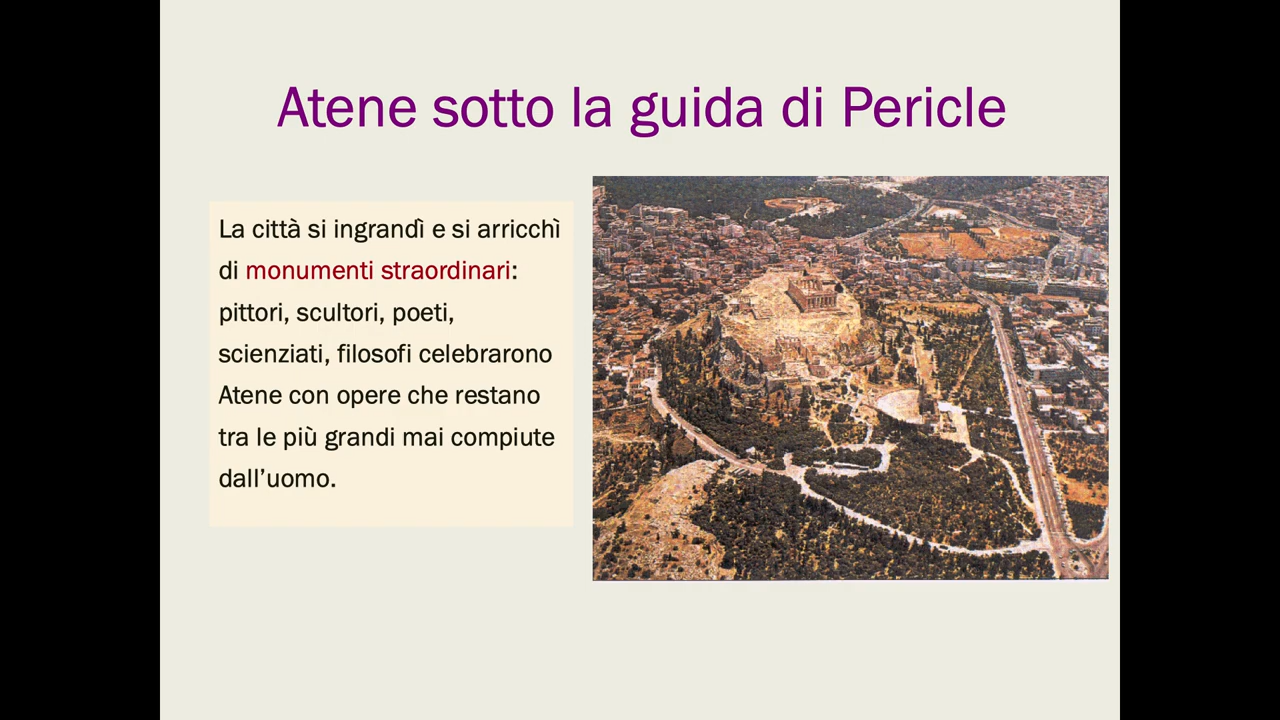 Atene sotto la guida di Pericle
La città si ingrandì e si arricchì
di monumenti straordinari:
pittori, scultori, poeti,
scienziati, filosofi celebrarono
Atene con opere che restano
tra le più grandi mai compiute
dall’uomo.